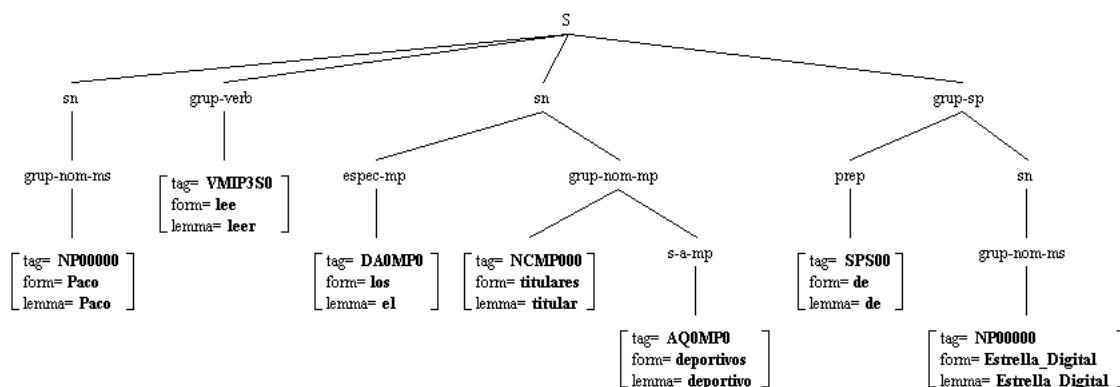 S
sn grup-verb sn grup-sp
grup-nom-ms tag= VMIP3S0 espec-mp grup-nom-mp prep sn
form= lee
lemma= leer
tag= NP00000 tag= DA0MP0 tag= NCMP000 s-a-mp tag= SPS00 grup-nom-ms
form= Paco form= los form= titulares form= de
lemma= Paco lemma= el lemma= titular lemma= de
tag= AQ0MP0 tag= NP00000
form= deportivos form= Estrella_Digital
lemma= deportivo lemma= Estrella_Digital